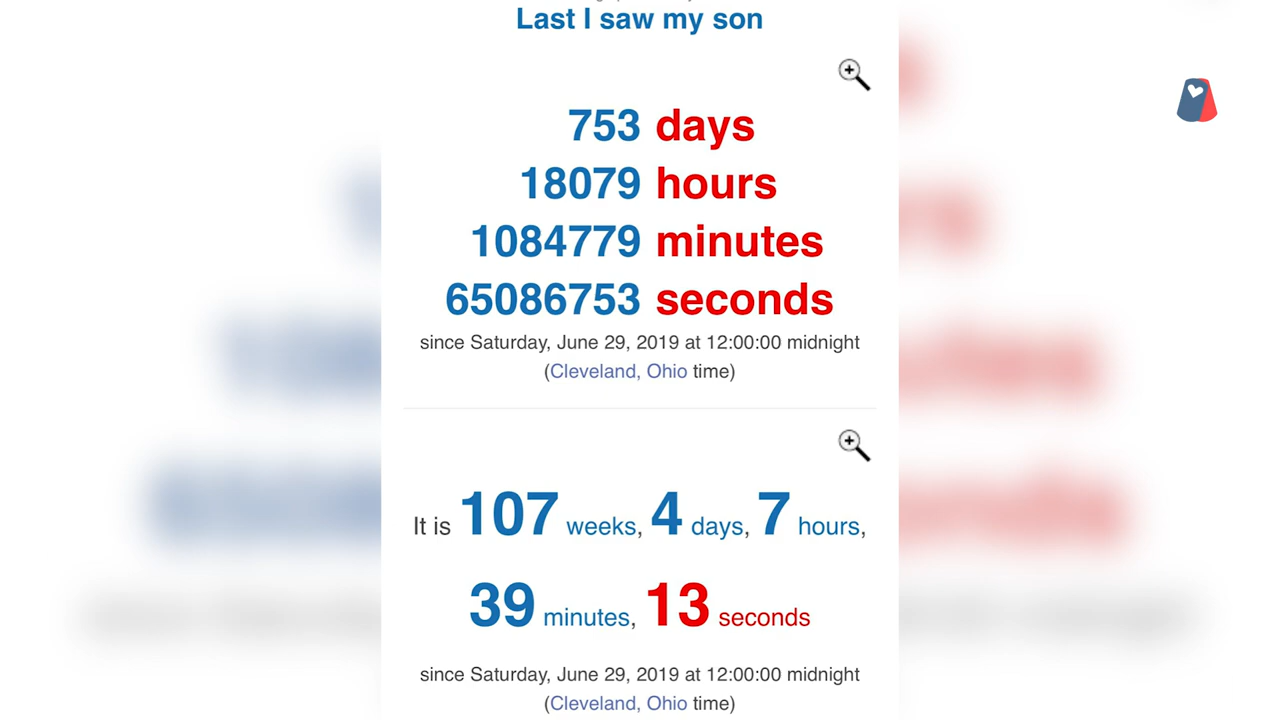 Last I saw my son
753 days
18079 hours
1084779 minutes
65086753 seconds
since Saturday, June 29, 2019 at 12:00:00 midnight
(Cleveland, Ohio time)
It is 107 weeks, 4 days, 7 hours,
39 minutes, 13 seconds
since Saturday, June 29, 2019 at 12:00:00 midnight
(Cleveland, Ohio time)